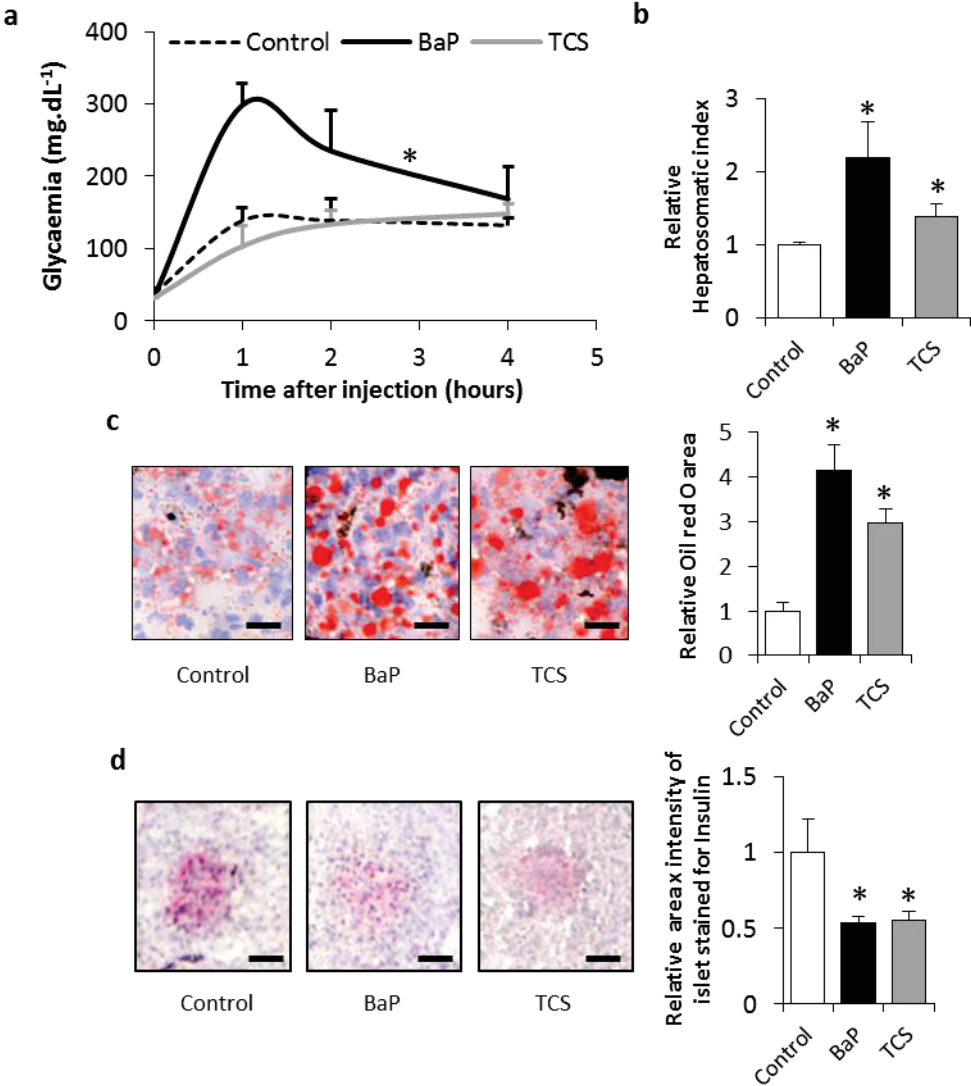 a
400
300
200
100
0
Glycaemia (mg.dL-1)
Control BaP TCS
*
0 1 2 3 4 5
Time after injection (hours)
b
3
2
1
0
Relative
Hepatosomatic index
* *
Control BaP TCS
c
Control BaP TCS
5
4
3
2
1
0
Relative Oil red O area
* *
Control BaP TCS
d
Control BaP TCS
1.5
1
0.5
0
Relative area x intensity of
islet stained for Insulin
* *
Control BaP TCS